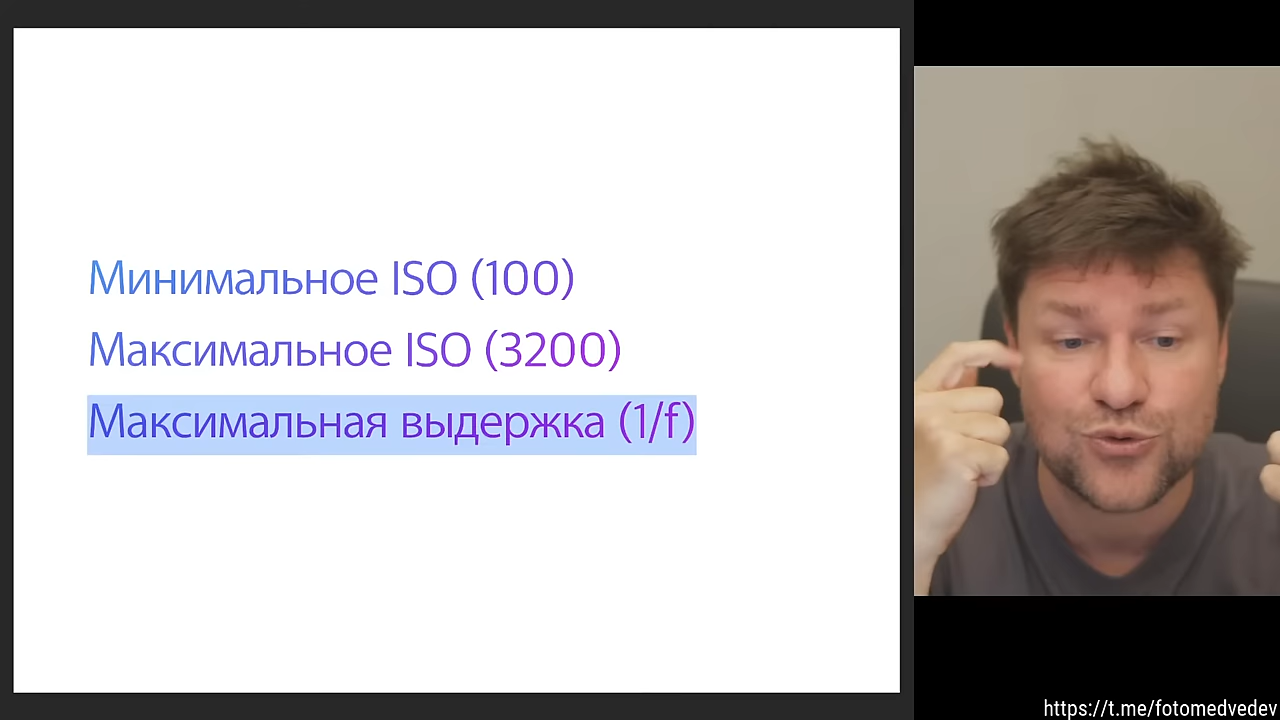 Минимальное ISO (100)
Максимальное ISO (3200)
Максимальная выдержка (1/f)
https://t.me/fotomedvedev